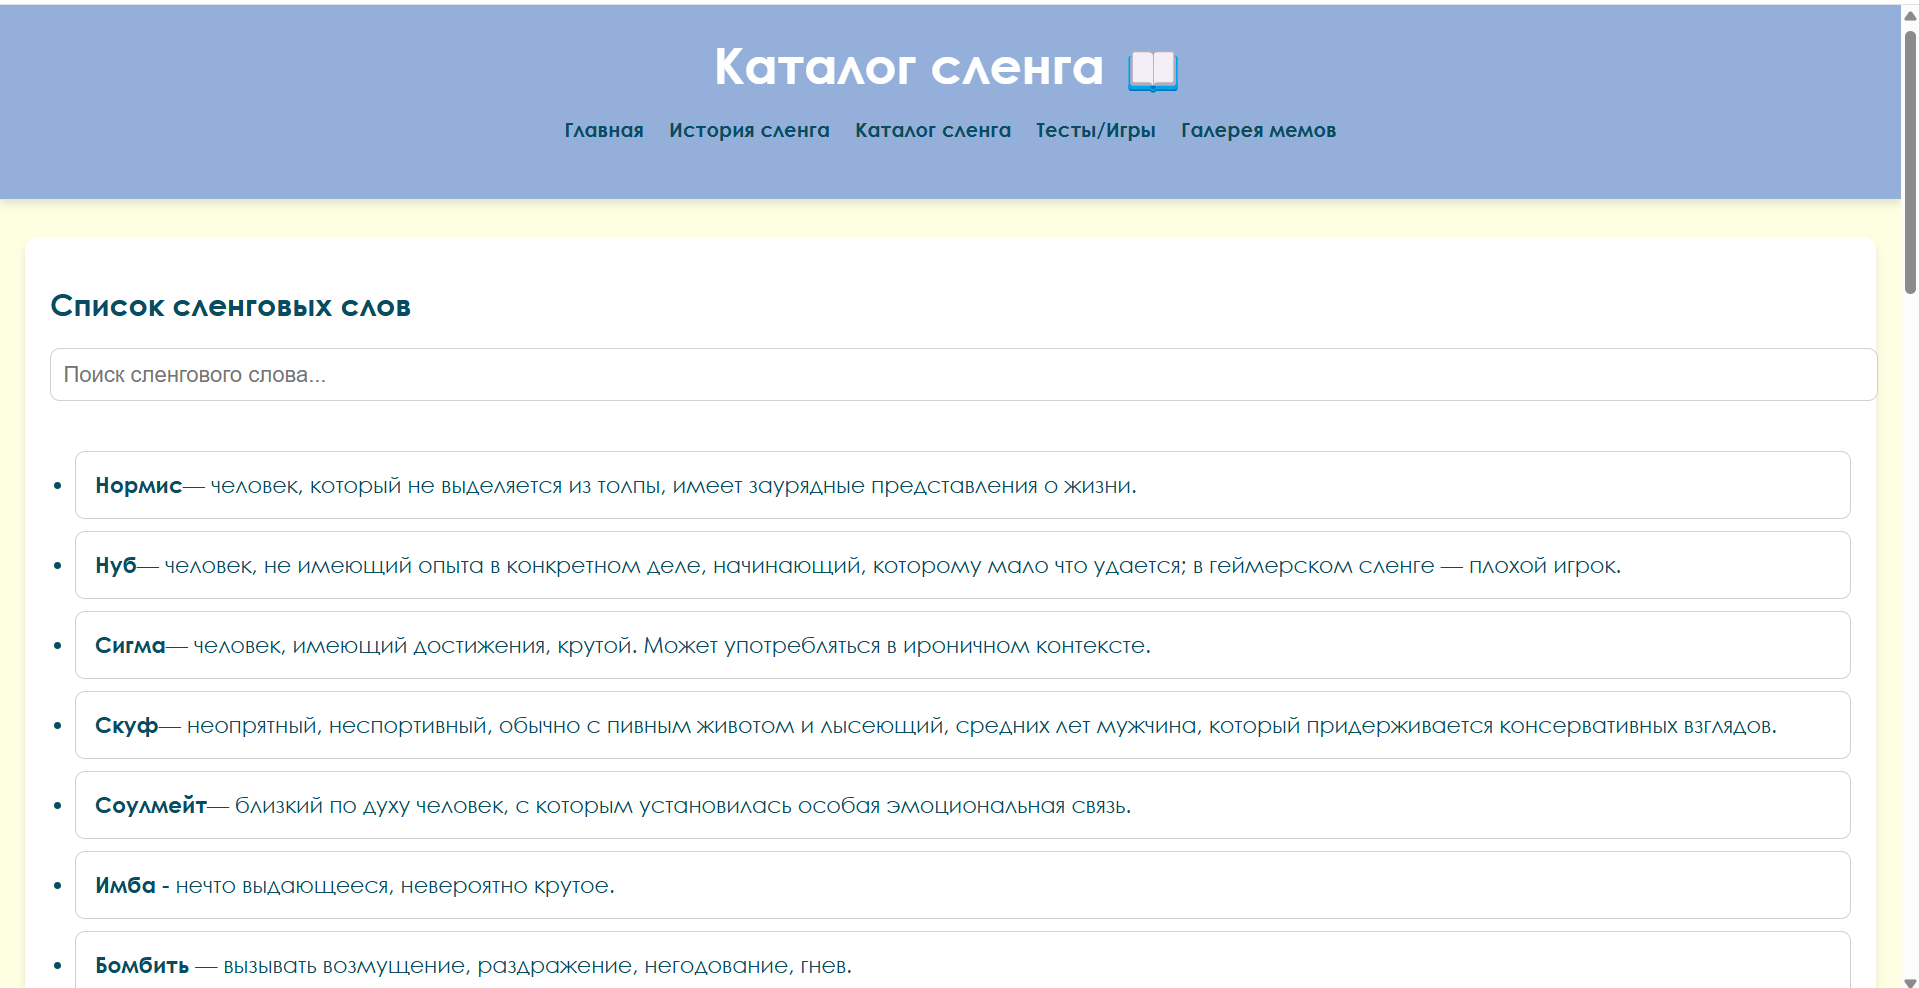 Каталог сленга 📖
Главная История сленга Каталог сленга Тесты/Игры Галерея мемов
Список сленговых слов
Поиск сленгового слова...
• Нормис— человек, который не выделяется из толпы, имеет заурядные представления о жизни.
• Нуб— человек, не имеющий опыта в конкретном деле, начинающий, которому мало что удается; в геймерском сленге — плохой игрок.
• Сигма— человек, имеющий достижения, крутой. Может употребляться в ироничном контексте.
• Скуф— неопрятный, неспортивный, обычно с пивным животом и лысеющий, средних лет мужчина, который придерживается консервативных взглядов.
• Соулмейт— близкий по духу человек, с которым установилась особая эмоциональная связь.
• Имба - нечто выдающееся, невероятно крутое.
• Бомбить — вызывать возмущение, раздражение, негодование, гнев.